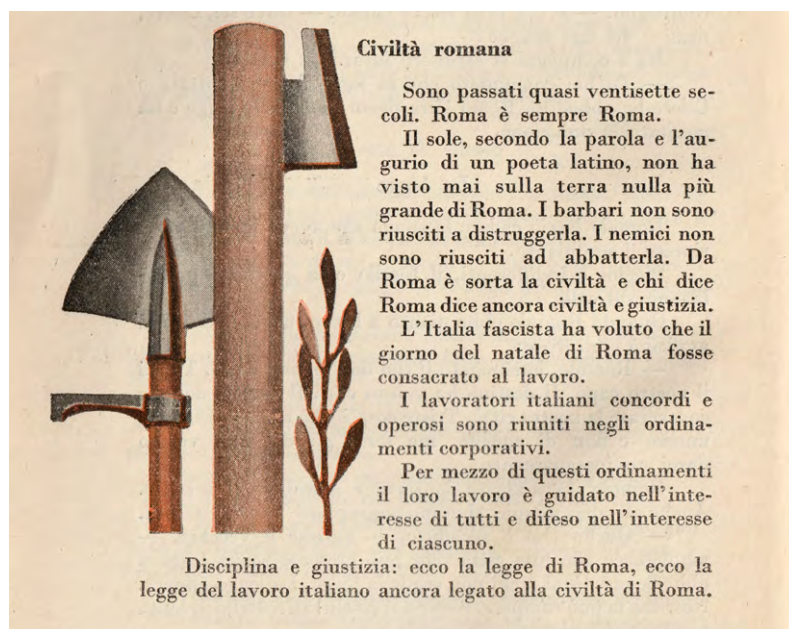 Civiltà romana
Sono passati quasi ventisette se-
coli. Roma è sempre Roma.
Il sole, secondo la parola e l'au-
gurio di un poeta latino, non ha
visto mai sulla terra nulla più
grande di Roma. I barbari non sono
riusciti a distruggerla. I nemici non
sono riusciti ad abbatterla. Da
Roma è sorta la civiltà e chi dice
Roma dice ancora civiltà e giustizia.
L'Italia fascista ha voluto che il
giorno del natale di Roma fosse
consacrato al lavoro.
I lavoratori italiani concordi e
operosi sono riuniti negli ordina-
menti corporativi.
Per mezzo di questi ordinamenti
il loro lavoro è guidato nell'inte-
resse di tutti e difeso nell'interesse
di ciascuno.
Disciplina e giustizia: ecco la legge di Roma, ecco la
legge del lavoro italiano ancora legato alla civiltà di Roma.